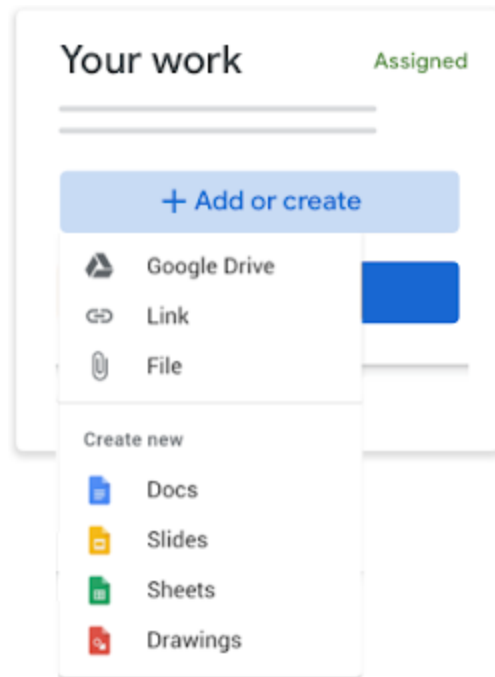 Your work
Assigned
+ Add or create
Google Drive
Link
File
Create new
Docs
Slides
Sheets
Drawings